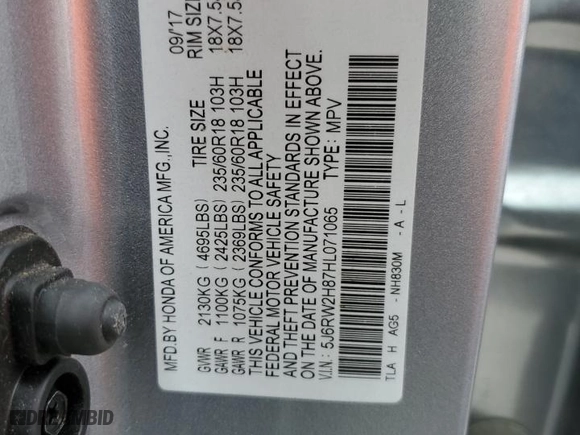 MFD.BY HONDA OF AMERICA MFG.,INC. 09/17
TIRE SIZE RIM SIZE
GVWR 2130KG (4695LBS)
GAWR F 1100KG (2426LBS) 235/60R18 103H 18X7.5
GAWR R 1075KG (2369LBS) 235/60R18 103H 18X7.5
THIS VEHICLE CONFORMS TO ALL APPLICABLE
FEDERAL MOTOR VEHICLE SAFETY
AND THEFT PREVENTION STANDARDS IN EFFECT
ON THE DATE OF MANUFACTURE SHOWN ABOVE.
V.I.N: 5J6RW2H87HL071065 TYPE: MPV
TLA H AG5 - NH830M - A - L